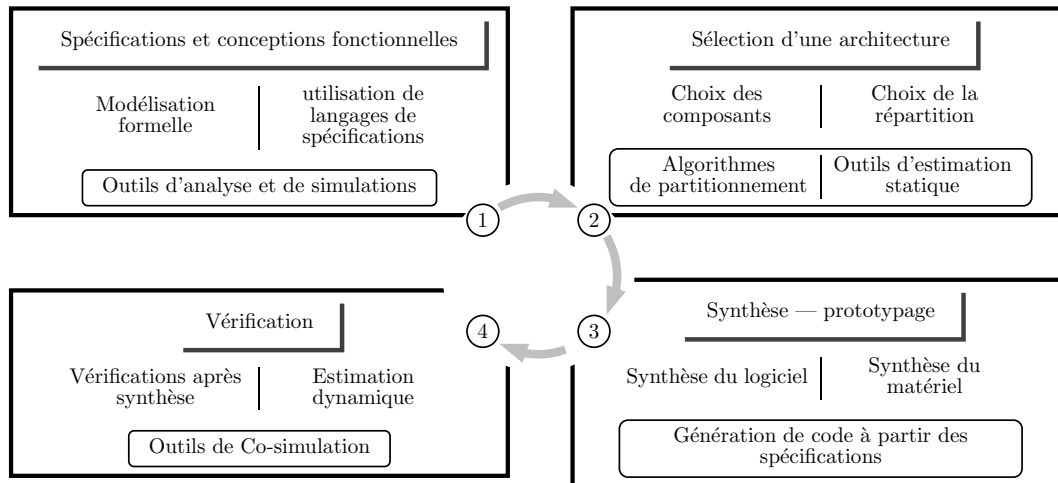 Spécifications et conceptions fonctionnelles
Modélisation
formelle
utilisation de
langages de
spécifications
Outils d'analyse et de simulations
1
Sélection d'une architecture
Choix des
composants
Choix de la
répartition
Algorithmes
de partitionnement
Outils d'estimation
statique
2
Synthèse — prototypage
Synthèse du logiciel
Synthèse du
matériel
Génération de code à partir des
spécifications
3
Vérification
Vérifications après
synthèse
Estimation
dynamique
Outils de Co-simulation
4